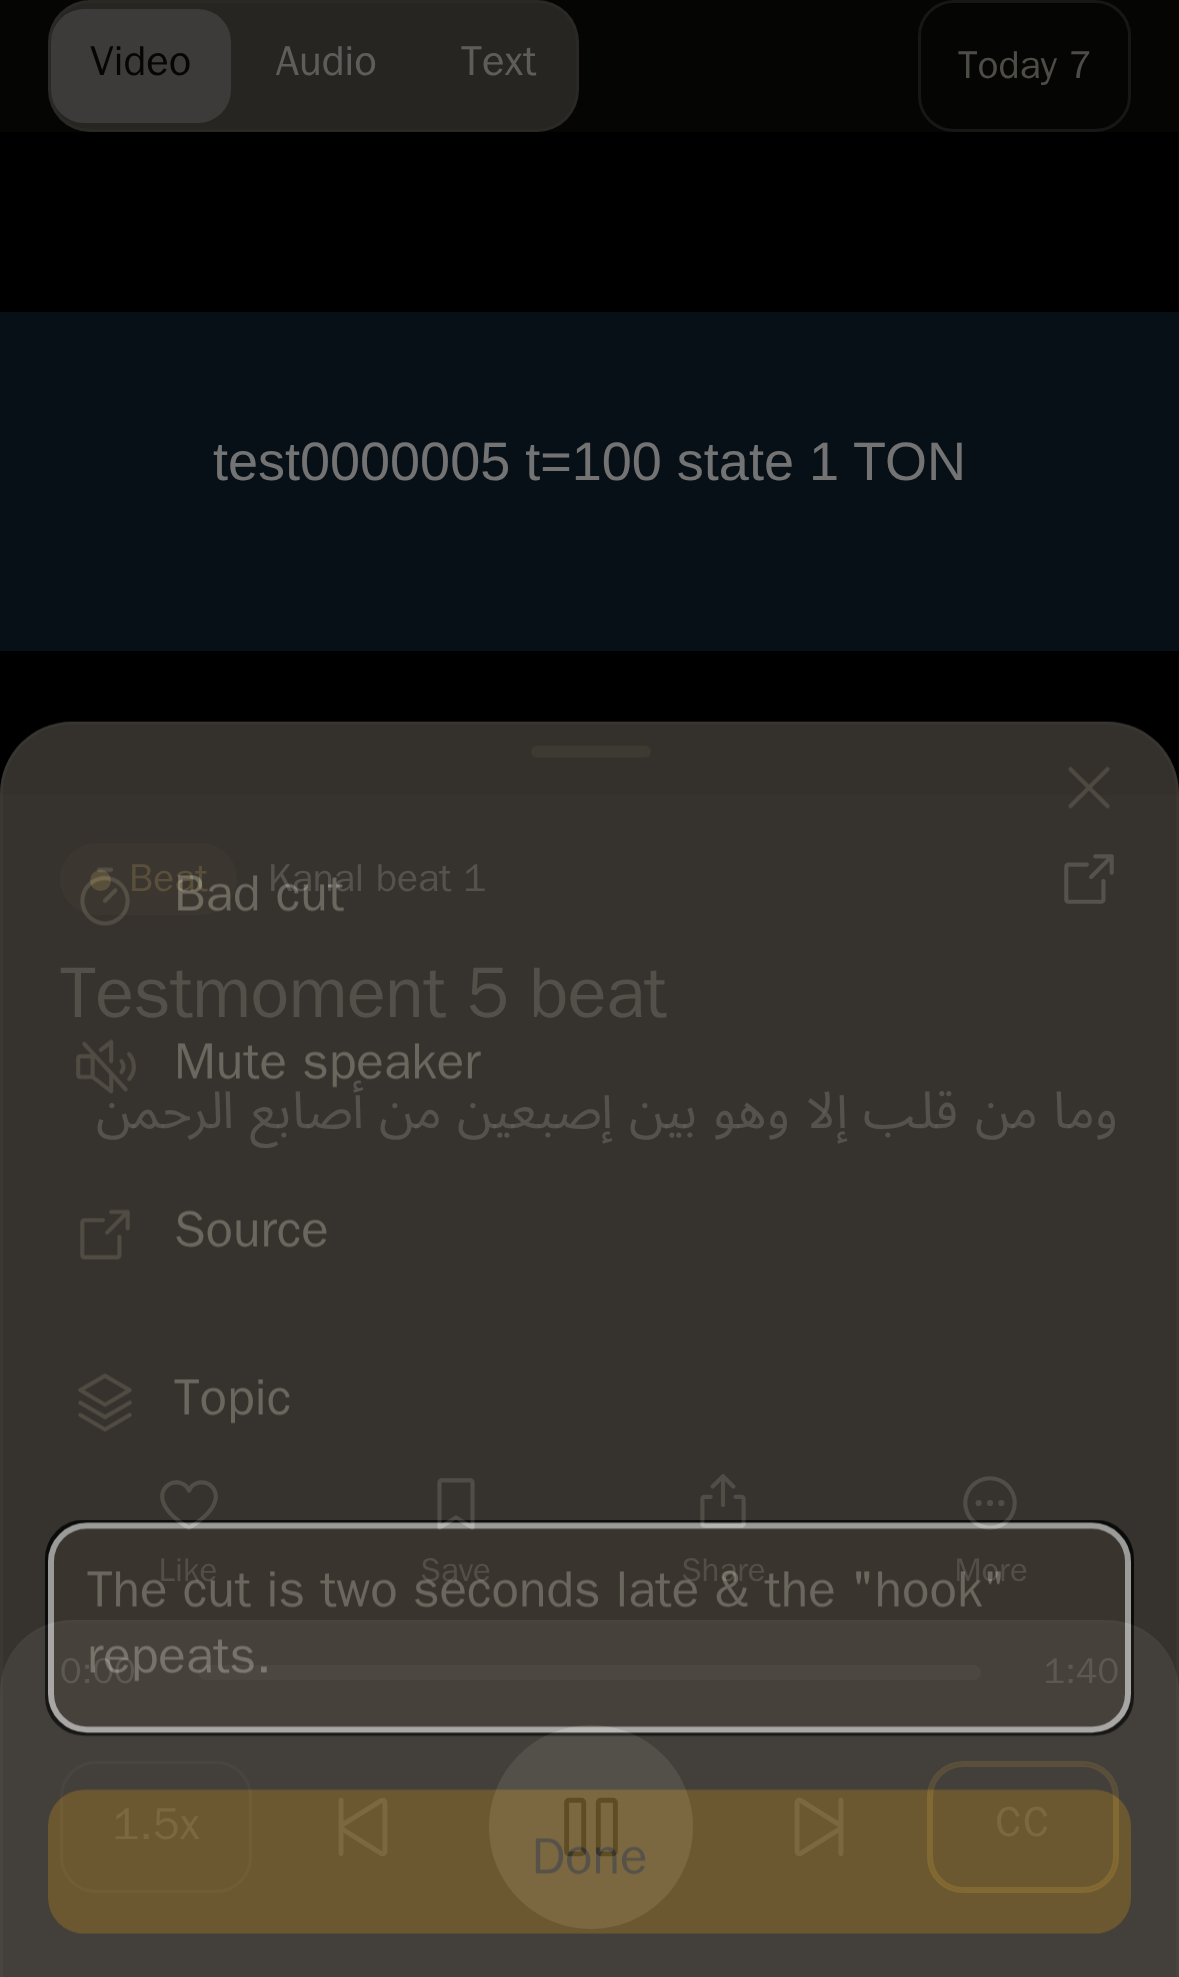 Video Audio Text
Today 7
test0000005 t=100 state 1 TON
Beat Kanal beat 1
Bad cut
Testmoment 5 beat
Mute speaker
وما من قلب إلا وهو بين إصبعين من أصابع الرحمن
Source
Topic
Like Save Share More
The cut is two seconds late & the "hook"
repeats.
0:00 1:40
1.5x CC
Done